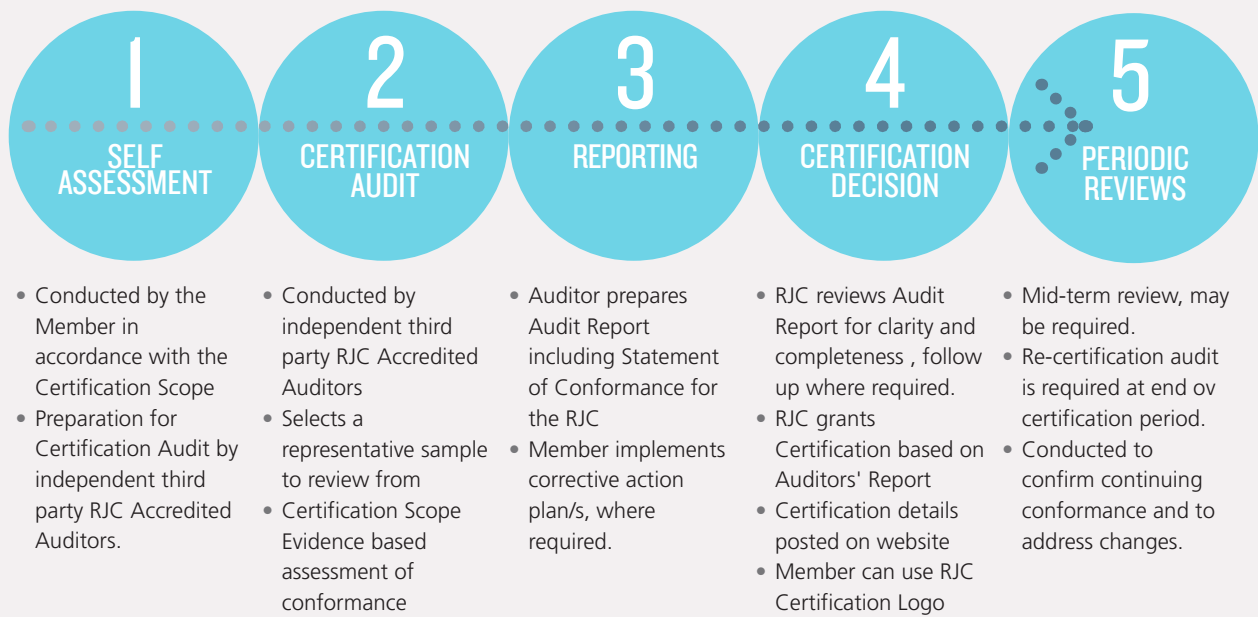 1
SELF
ASSESSMENT
• Conducted by the
Member in
accordance with the
Certification Scope
• Preparation for
Certification Audit by
independent third
party RJC Accredited
Auditors.
2
CERTIFICATION
AUDIT
• Conducted by
independent third
party RJC Accredited
Auditors
• Selects a
representative sample
to review from
• Certification Scope
Evidence based
assessment of
conformance
3
REPORTING
• Auditor prepares
Audit Report
including Statement
of Conformance for
the RJC
• Member implements
corrective action
plan/s, where
required.
4
CERTIFICATION
DECISION
• RJC reviews Audit
Report for clarity and
completeness , follow
up where required.
• RJC grants
Certification based on
Auditors' Report
• Certification details
posted on website
• Member can use RJC
Certification Logo
5
PERIODIC
REVIEWS
• Mid-term review, may
be required.
• Re-certification audit
is required at end ov
certification period.
• Conducted to
confirm continuing
conformance and to
address changes.